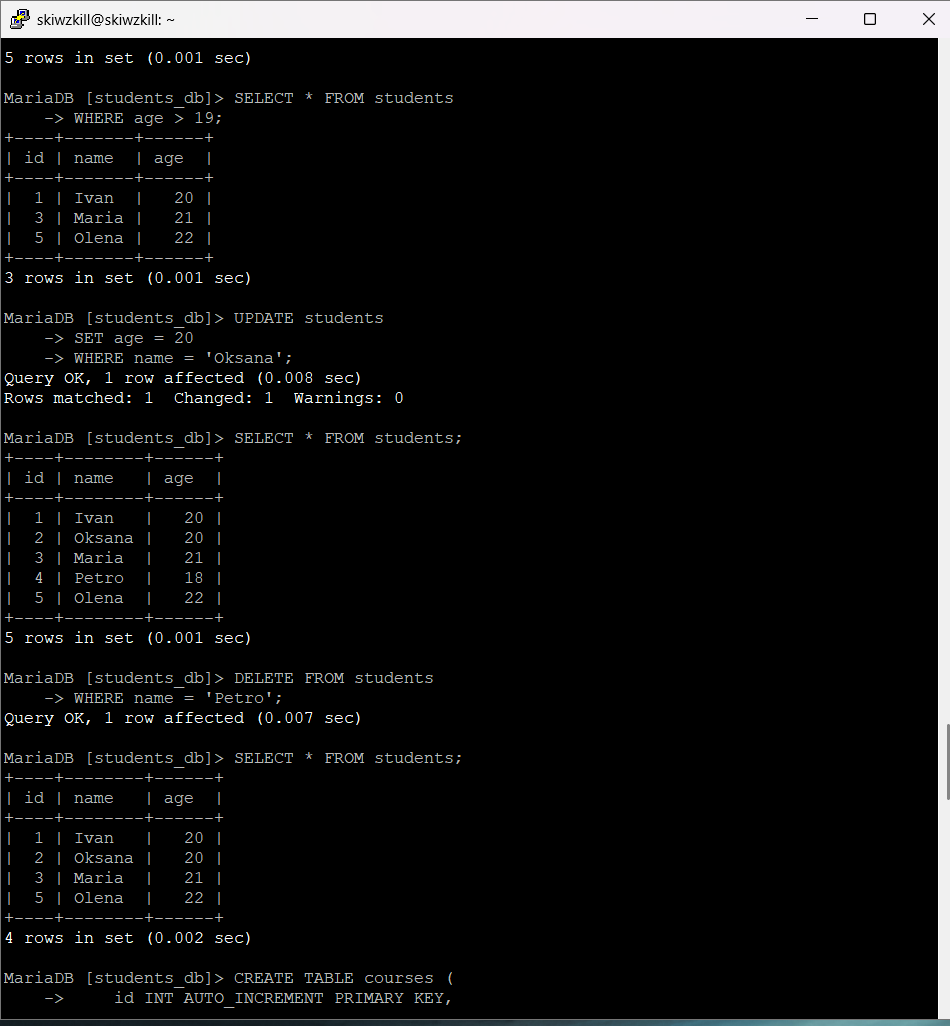 skiwzkill@skiwzkill: ~
5 rows in set (0.001 sec)
MariaDB [students_db]> SELECT * FROM students
    -> WHERE age > 19;
+----+-------+------+
| id | name  | age  |
+----+-------+------+
|  1 | Ivan  |   20 |
|  3 | Maria |   21 |
|  5 | Olena |   22 |
+----+-------+------+
3 rows in set (0.001 sec)
MariaDB [students_db]> UPDATE students
    -> SET age = 20
    -> WHERE name = 'Oksana';
Query OK, 1 row affected (0.008 sec)
Rows matched: 1  Changed: 1  Warnings: 0
MariaDB [students_db]> SELECT * FROM students;
+----+--------+------+
| id | name   | age  |
+----+--------+------+
|  1 | Ivan   |   20 |
|  2 | Oksana |   20 |
|  3 | Maria  |   21 |
|  4 | Petro  |   18 |
|  5 | Olena  |   22 |
+----+--------+------+
5 rows in set (0.001 sec)
MariaDB [students_db]> DELETE FROM students
    -> WHERE name = 'Petro';
Query OK, 1 row affected (0.007 sec)
MariaDB [students_db]> SELECT * FROM students;
+----+--------+------+
| id | name   | age  |
+----+--------+------+
|  1 | Ivan   |   20 |
|  2 | Oksana |   20 |
|  3 | Maria  |   21 |
|  5 | Olena  |   22 |
+----+--------+------+
4 rows in set (0.002 sec)
MariaDB [students_db]> CREATE TABLE courses (
    ->     id INT AUTO_INCREMENT PRIMARY KEY,